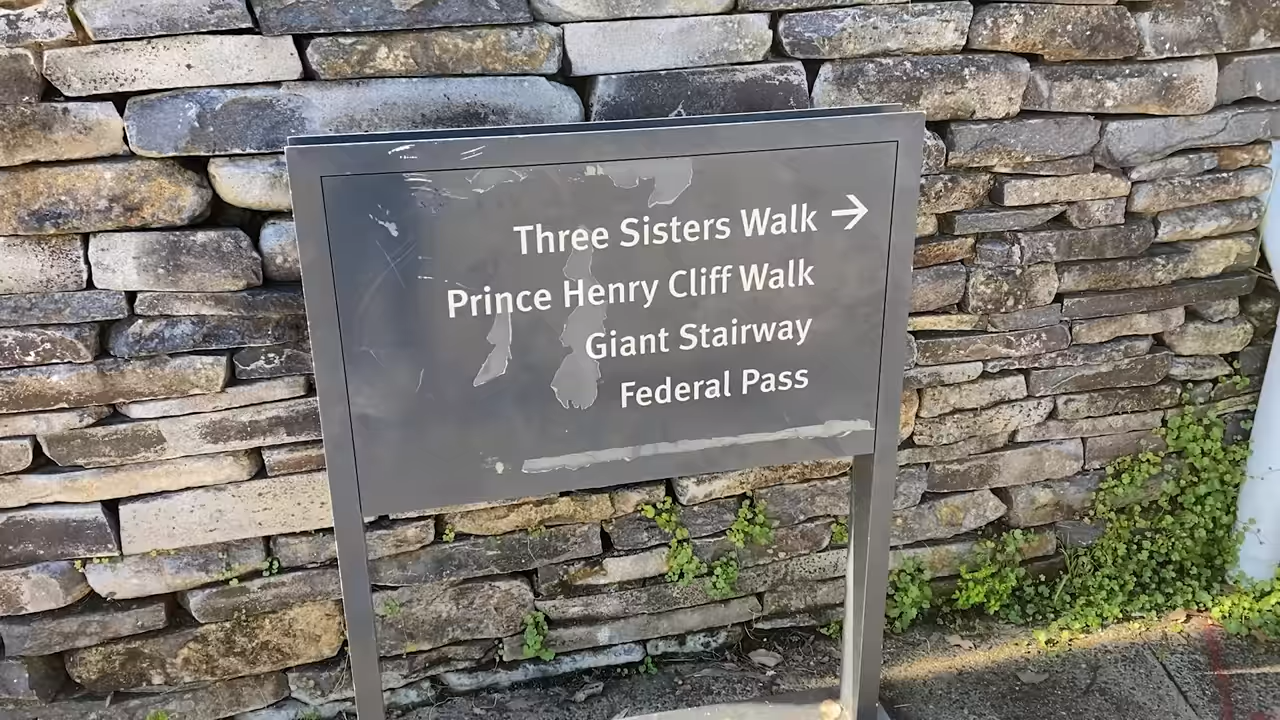 Three Sisters Walk →
Prince Henry Cliff Walk
Giant Stairway
Federal Pass